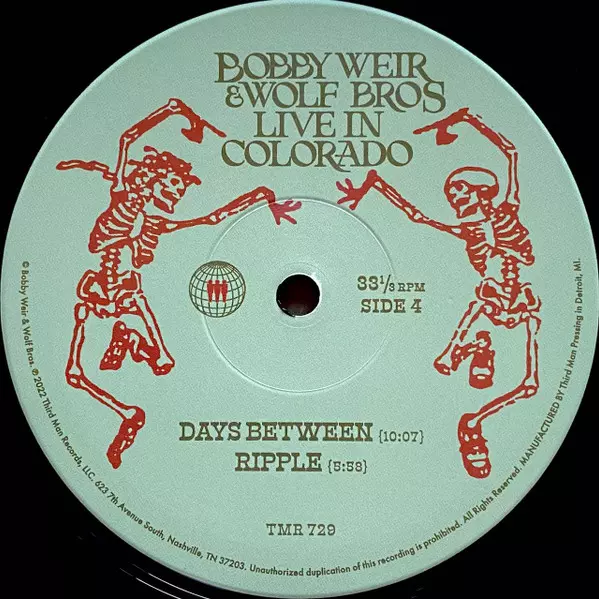 BOBBY WEIR
& WOLF BROS
LIVE IN
COLORADO
33 1/3 RPM
SIDE 4
DAYS BETWEEN {10:07}
RIPPLE {5:58}
TMR 729
© Bobby Weir & Wolf Bros. ℗ 2022 Third Man Records, LLC. 623 7th Avenue South, Nashville, TN 37203. Unauthorized duplication of this recording is prohibited. All Rights Reserved. MANUFACTURED BY Third Man Pressing in Detroit, MI.